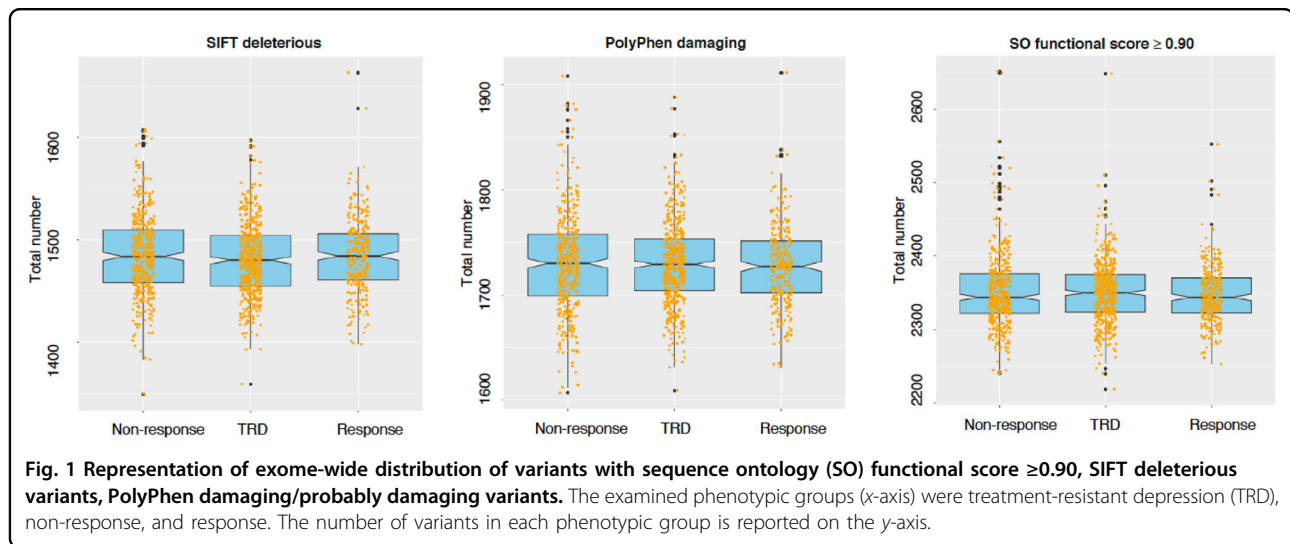 SIFT deleterious
Total number
1600
1500
1400
Non-response TRD Response
PolyPhen damaging
Total number
1900
1800
1700
1600
Non-response TRD Response
SO functional score ≥ 0.90
Total number
2600
2500
2400
2300
2200
Non-response TRD Response
Fig. 1 Representation of exome-wide distribution of variants with sequence ontology (SO) functional score ≥0.90, SIFT deleterious
variants, PolyPhen damaging/probably damaging variants. The examined phenotypic groups (x-axis) were treatment-resistant depression (TRD),
non-response, and response. The number of variants in each phenotypic group is reported on the y-axis.